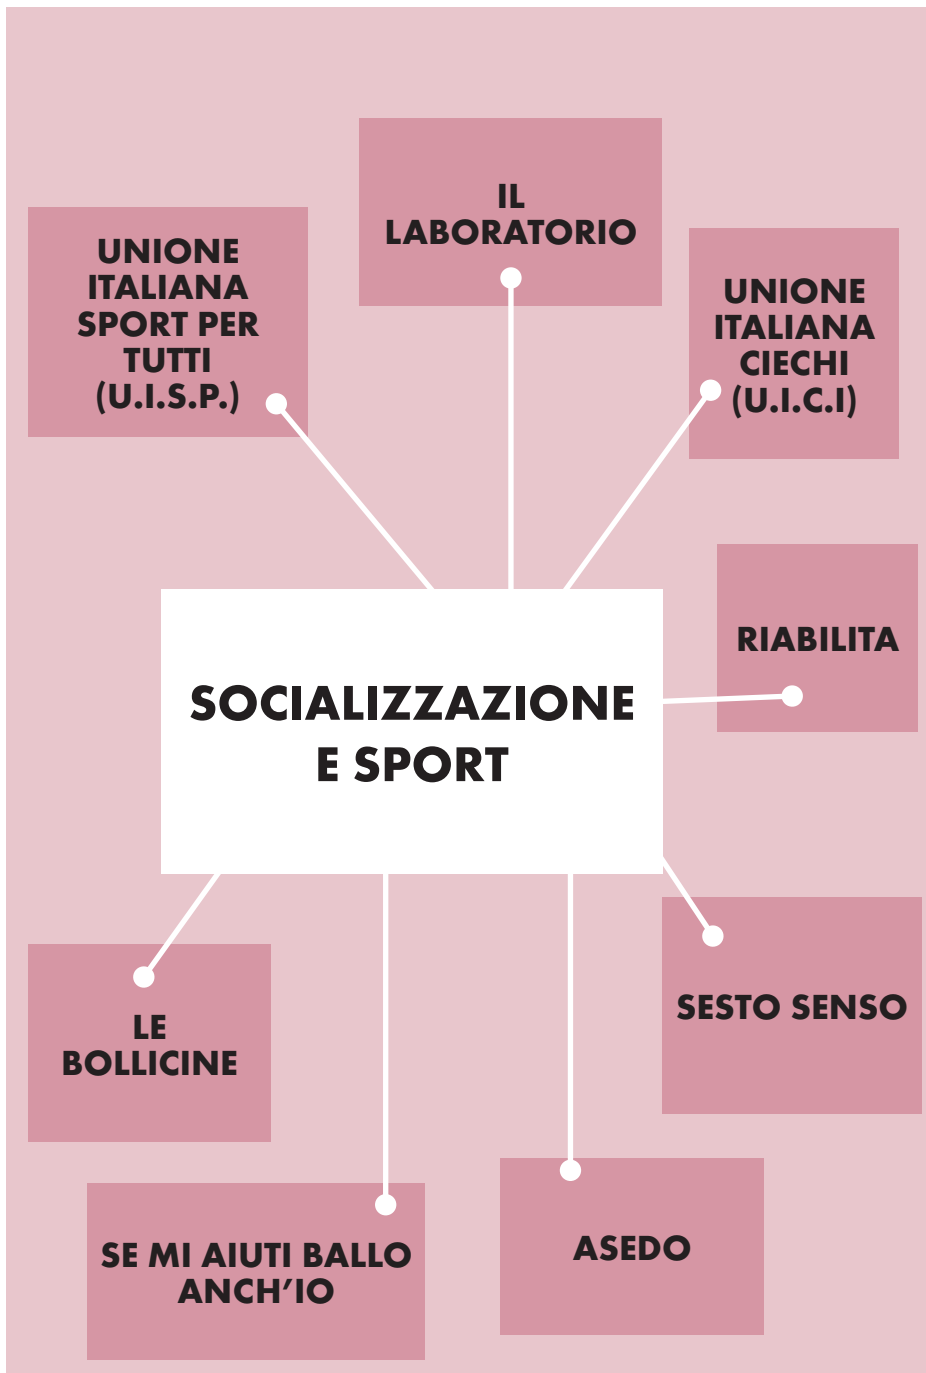 IL
LABORATORIO
UNIONE
ITALIANA
SPORT PER
TUTTI
(U.I.S.P.)
UNIONE
ITALIANA
CIECHI
(U.I.C.I)
RIABILITA
SOCIALIZZAZIONE
E SPORT
SESTO SENSO
LE
BOLLICINE
SE MI AIUTI BALLO
ANCH’IO
ASEDO